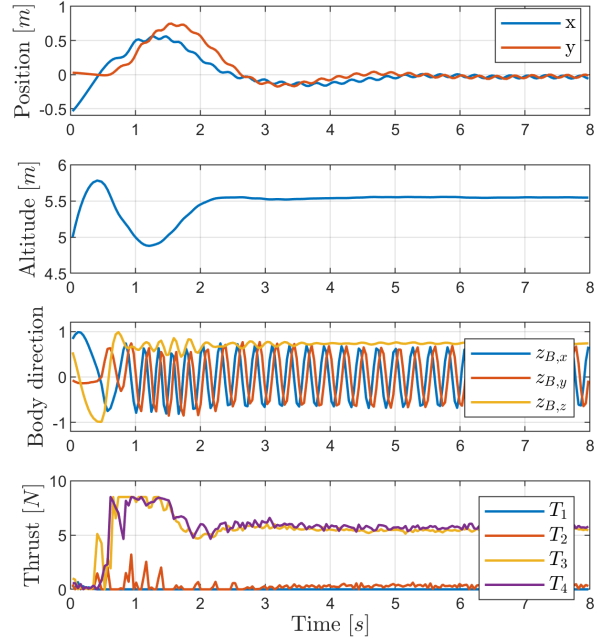 Position [m]
1
0.5
0
-0.5
x
y
0 1 2 3 4 5 6 7 8
Altitude [m]
6
5.5
5
4.5
0 1 2 3 4 5 6 7 8
Body direction
1
0
-1
z_{B,x}
z_{B,y}
z_{B,z}
0 1 2 3 4 5 6 7 8
Thrust [N]
10
5
0
T_1
T_2
T_3
T_4
0 1 2 3 4 5 6 7 8
Time [s]